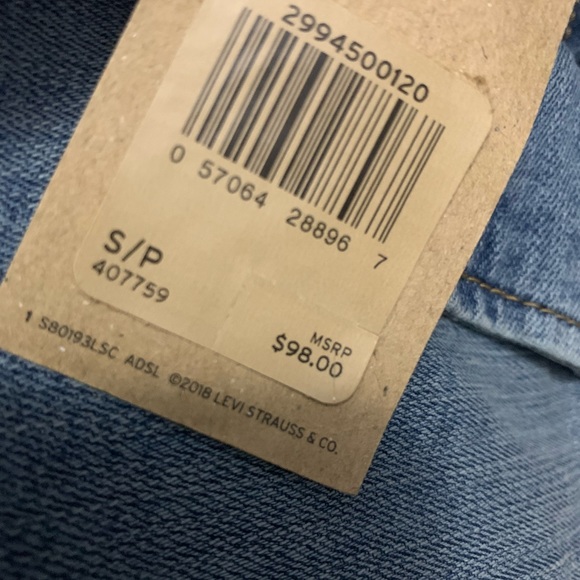 2994500120
0 57064 28896 7
S/P
407759
MSRP
$98.00
1 S80193LSC ADSL ©2018 LEVI STRAUSS & CO.